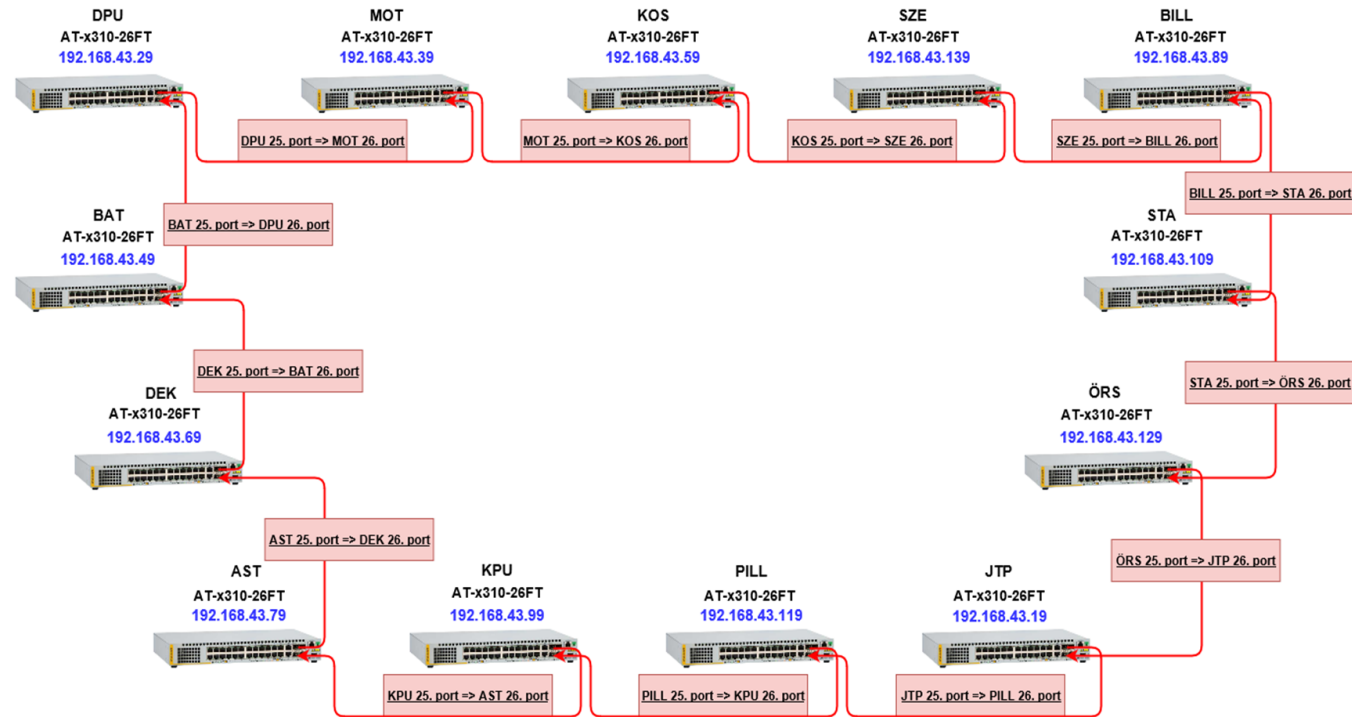 DPU
AT-x310-26FT
192.168.43.29
MOT
AT-x310-26FT
192.168.43.39
KOS
AT-x310-26FT
192.168.43.59
SZE
AT-x310-26FT
192.168.43.139
BILL
AT-x310-26FT
192.168.43.89
DPU 25. port => MOT 26. port
MOT 25. port => KOS 26. port
KOS 25. port => SZE 26. port
SZE 25. port => BILL 26. port
BILL 25. port => STA 26. port
BAT
AT-x310-26FT
192.168.43.49
BAT 25. port => DPU 26. port
STA
AT-x310-26FT
192.168.43.109
DEK 25. port => BAT 26. port
STA 25. port => ÖRS 26. port
DEK
AT-x310-26FT
192.168.43.69
ÖRS
AT-x310-26FT
192.168.43.129
AST 25. port => DEK 26. port
ÖRS 25. port => JTP 26. port
AST
AT-x310-26FT
192.168.43.79
KPU
AT-x310-26FT
192.168.43.99
PILL
AT-x310-26FT
192.168.43.119
JTP
AT-x310-26FT
192.168.43.19
KPU 25. port => AST 26. port
PILL 25. port => KPU 26. port
JTP 25. port => PILL 26. port